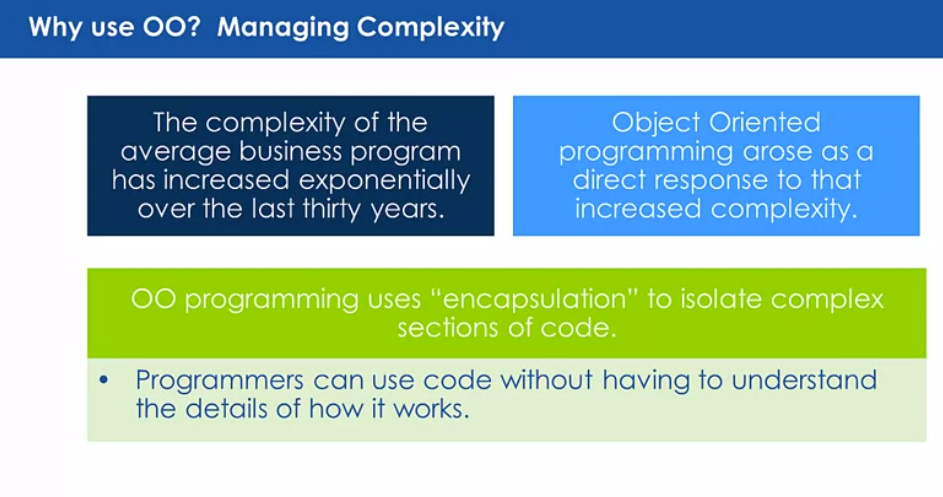 Why use OO? Managing Complexity
The complexity of the
average business program
has increased exponentially
over the last thirty years.
Object Oriented
programming arose as a
direct response to that
increased complexity.
OO programming uses “encapsulation” to isolate complex
sections of code.
• Programmers can use code without having to understand
the details of how it works.